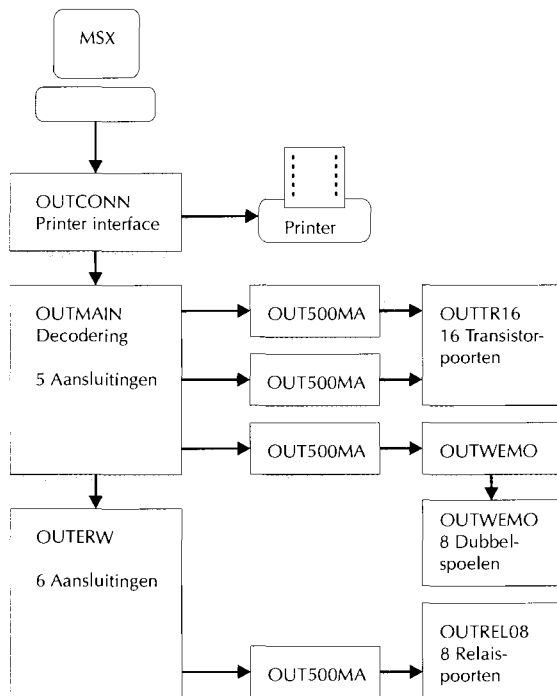 MSX
OUTCONN
Printer interface
Printer
OUTMAIN
Decodering
5 Aansluitingen
OUT500MA
OUTTR16
16 Transistor-
poorten
OUT500MA
OUT500MA
OUTWEMO
OUTWEMO
8 Dubbel-
spoelen
OUTERW
6 Aansluitingen
OUT500MA
OUTREL08
8 Relais-
poorten